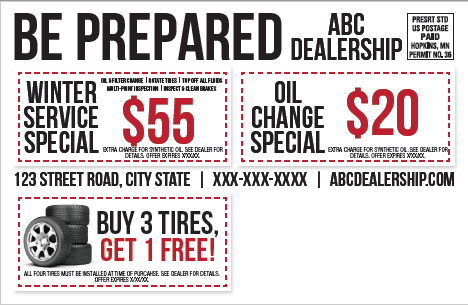 BE PREPARED
ABC
DEALERSHIP
PRESRT STD
US POSTAGE
PAID
HOPKINS, MN
PERMIT NO. 36
WINTER
SERVICE
SPECIAL
OIL & FILTER CHANGE | ROTATE TIRES | TOP OFF ALL FLUIDS
MULTI-POINT INSPECTION | INSPECT & CLEAN BRAKES
$55
EXTRA CHARGE FOR SYNTHETIC OIL. SEE DEALER FOR
DETAILS. OFFER EXPIRES X/XX/XX.
OIL
CHANGE
SPECIAL
$20
EXTRA CHARGE FOR SYNTHETIC OIL. SEE DEALER FOR
DETAILS. OFFER EXPIRES X/XX/XX.
123 STREET ROAD, CITY STATE | XXX-XXX-XXXX | ABCDEALERSHIP.COM
BUY 3 TIRES,
GET 1 FREE!
ALL FOUR TIRES MUST BE INSTALLED AT TIME OF PURCAHSE. SEE DEALER FOR DETAILS.
OFFER EXPIRES X/XX/XX.